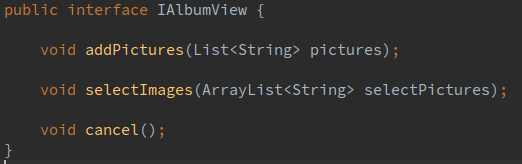 public interface IAlbumView {
void addPictures(List<String> pictures);
void selectImages(ArrayList<String> selectPictures);
void cancel();
}